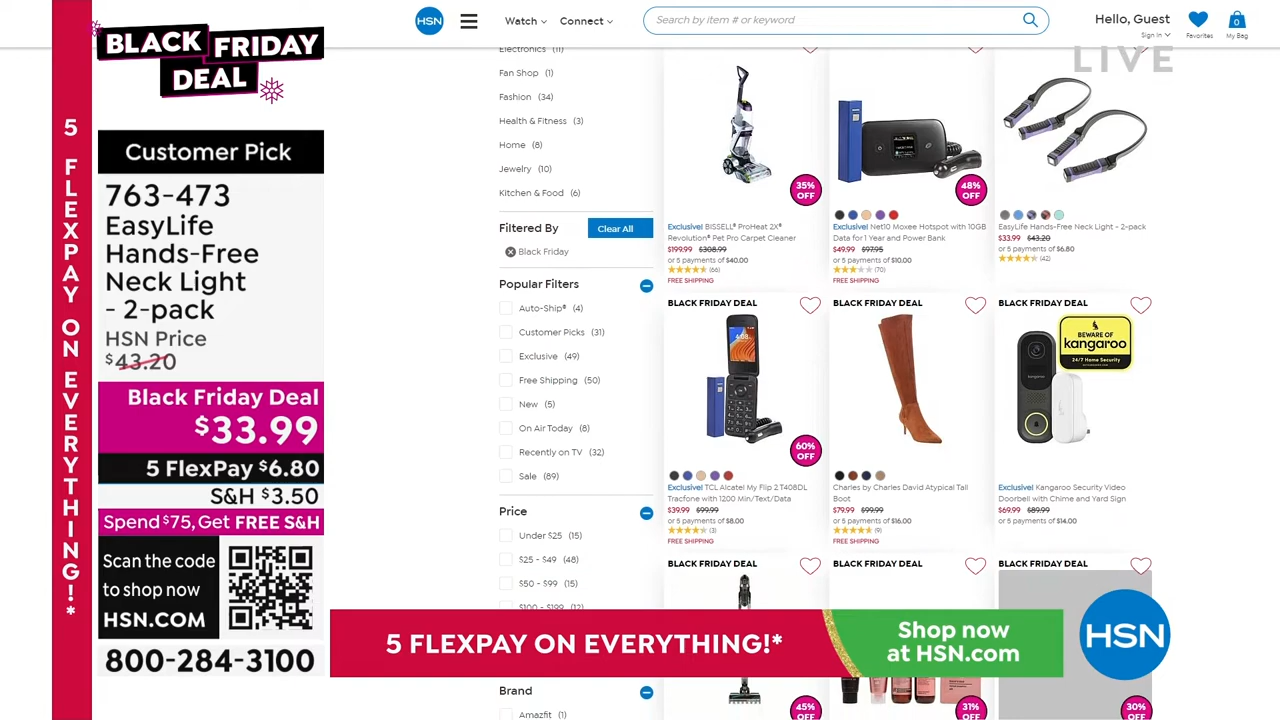 5 FLEXPAY ON EVERYTHING!*
BLACK FRIDAY
DEAL
Customer Pick
763-473
EasyLife
Hands-Free
Neck Light
- 2-pack
HSN Price
$43.20
Black Friday Deal
$33.99
5 FlexPay $6.80
S&H $3.50
Spend $75, Get FREE S&H
Scan the code
to shop now
HSN.COM
800-284-3100
HSN
Watch
Connect
Search by item # or keyword
Hello, Guest
Sign In
Favorites
0
My Bag
LIVE
Electronics (11)
Fan Shop (1)
Fashion (34)
Health & Fitness (3)
Home (8)
Jewelry (10)
Kitchen & Food (6)
Filtered By
Clear All
Black Friday
Popular Filters
Auto-Ship® (4)
Customer Picks (31)
Exclusive (49)
Free Shipping (50)
New (5)
On Air Today (8)
Recently on TV (32)
Sale (89)
Price
Under $25 (15)
$25 - $49 (48)
$50 - $99 (15)
$100 - $199 (12)
Brand
Amazfit (1)
35%
OFF
Exclusive! BISSELL® ProHeat 2X®
Revolution® Pet Pro Carpet Cleaner
$199.99 $308.99
or 5 payments of $40.00
(66)
FREE SHIPPING
48%
OFF
Exclusive! Net10 Moxee Hotspot with 10GB
Data for 1 Year and Power Bank
$49.99 $97.95
or 5 payments of $10.00
(70)
FREE SHIPPING
EasyLife Hands-Free Neck Light - 2-pack
$33.99 $43.20
or 5 payments of $6.80
(42)
BLACK FRIDAY DEAL
60%
OFF
Exclusive! TCL Alcatel My Flip 2 T408DL
Tracfone with 1200 Min/Text/Data
$39.99 $99.99
or 5 payments of $8.00
(3)
FREE SHIPPING
BLACK FRIDAY DEAL
Charles by Charles David Atypical Tall
Boot
$79.99 $99.99
or 5 payments of $16.00
(9)
FREE SHIPPING
BLACK FRIDAY DEAL
BEWARE OF
kangaroo
24/7 Home Security
Exclusive! Kangaroo Security Video
Doorbell with Chime and Yard Sign
$69.99 $89.99
or 5 payments of $14.00
BLACK FRIDAY DEAL
45%
OFF
BLACK FRIDAY DEAL
31%
OFF
BLACK FRIDAY DEAL
30%
OFF
5 FLEXPAY ON EVERYTHING!*
Shop now
at HSN.com
HSN